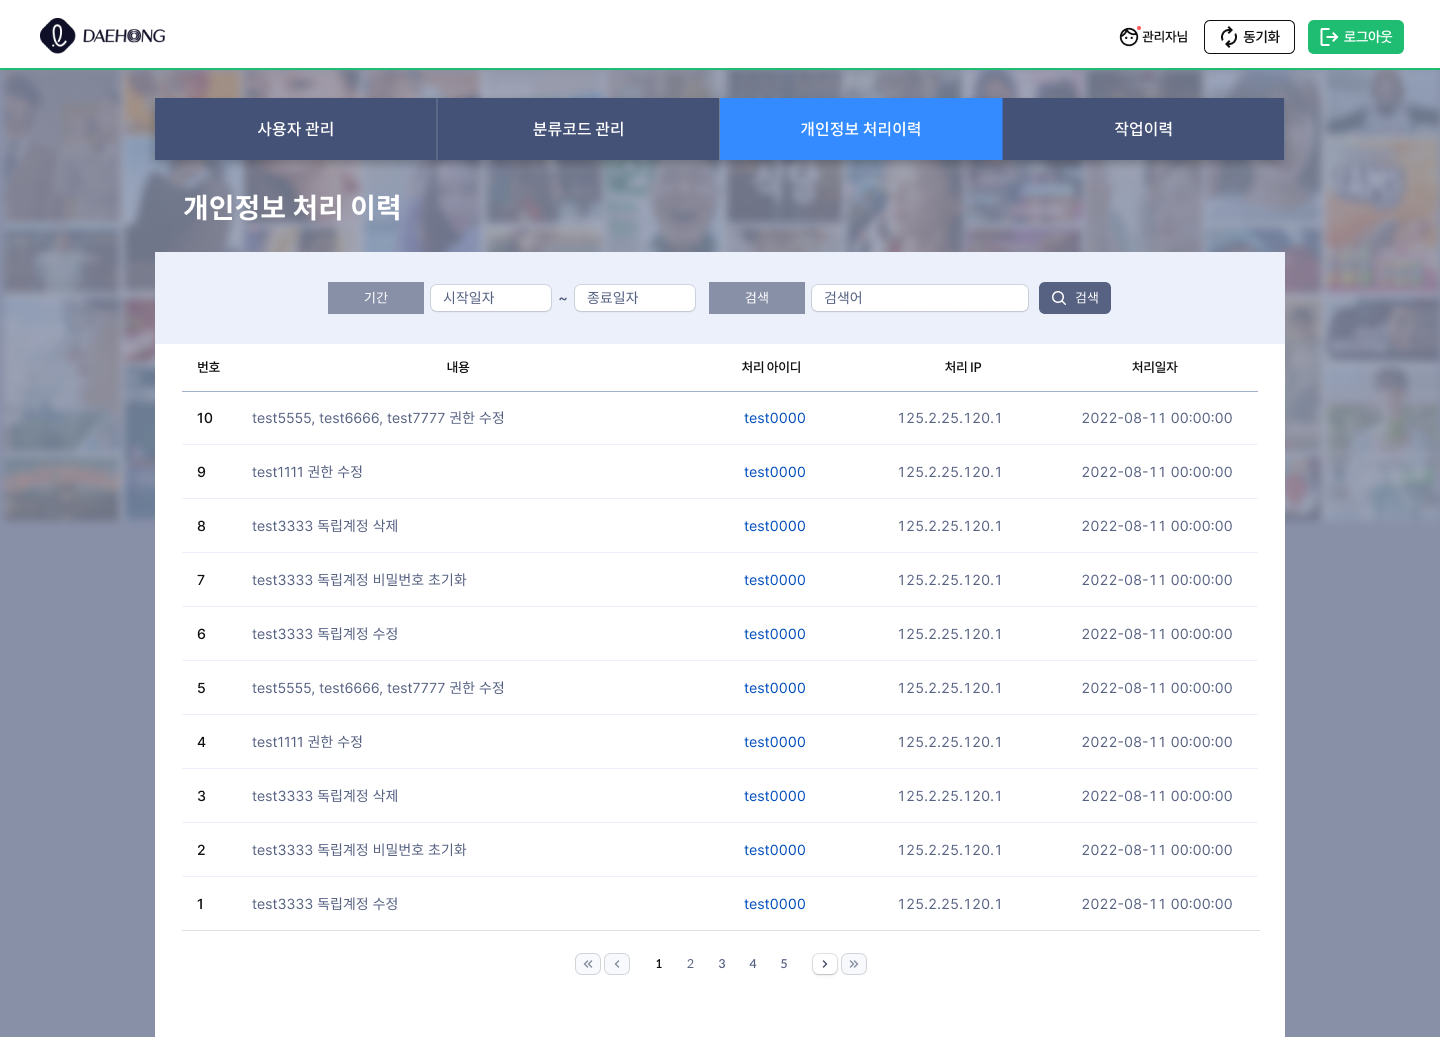 DAEHONG
관리자님
동기화
로그아웃
사용자 관리
분류코드 관리
개인정보 처리이력
작업이력
개인정보 처리 이력
기간
시작일자
~
종료일자
검색
검색어
검색
번호 내용 처리 아이디 처리 IP 처리일자
10 test5555, test6666, test7777 권한 수정 test0000 125.2.25.120.1 2022-08-11 00:00:00
9 test1111 권한 수정 test0000 125.2.25.120.1 2022-08-11 00:00:00
8 test3333 독립계정 삭제 test0000 125.2.25.120.1 2022-08-11 00:00:00
7 test3333 독립계정 비밀번호 초기화 test0000 125.2.25.120.1 2022-08-11 00:00:00
6 test3333 독립계정 수정 test0000 125.2.25.120.1 2022-08-11 00:00:00
5 test5555, test6666, test7777 권한 수정 test0000 125.2.25.120.1 2022-08-11 00:00:00
4 test1111 권한 수정 test0000 125.2.25.120.1 2022-08-11 00:00:00
3 test3333 독립계정 삭제 test0000 125.2.25.120.1 2022-08-11 00:00:00
2 test3333 독립계정 비밀번호 초기화 test0000 125.2.25.120.1 2022-08-11 00:00:00
1 test3333 독립계정 수정 test0000 125.2.25.120.1 2022-08-11 00:00:00
« ‹ 1 2 3 4 5 › »